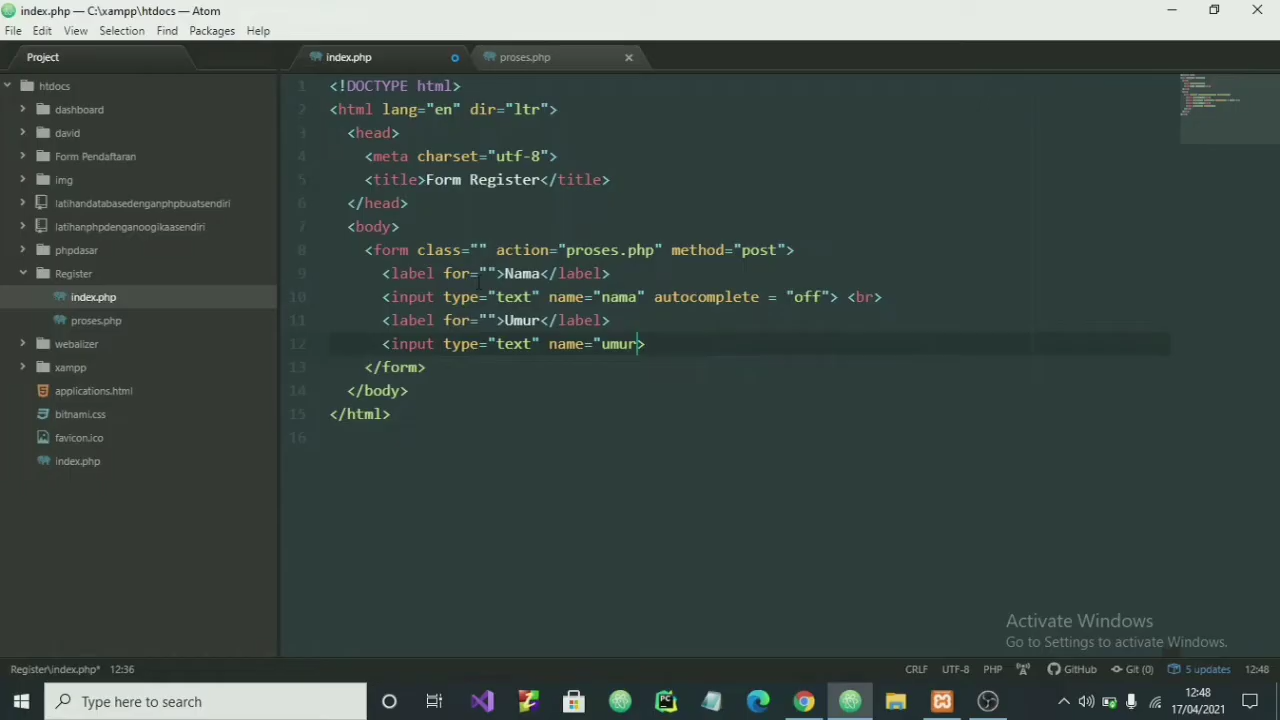 index.php — C:\xampp\htdocs — Atom
File Edit View Selection Find Packages Help
Project
index.php
proses.php
htdocs
dashboard
david
Form Pendaftaran
img
latihandatabasedenganphpbuatsendiri
latihanphpdenganoogikaasendiri
phpdasar
Register
index.php
proses.php
webalizer
xampp
applications.html
bitnami.css
favicon.ico
index.php
1 <!DOCTYPE html>
2 <html lang="en" dir="ltr">
3 <head>
4 <meta charset="utf-8">
5 <title>Form Register</title>
6 </head>
7 <body>
8 <form class="" action="proses.php" method="post">
9 <label for="">Nama</label>
10 <input type="text" name="nama" autocomplete = "off"> <br>
11 <label for="">Umur</label>
12 <input type="text" name="umur>
13 </form>
14 </body>
15 </html>
16
Activate Windows
Go to Settings to activate Windows.
Register\index.php* 12:36
CRLF UTF-8 PHP GitHub Git (0) 5 updates 12:48
Type here to search
12:48
17/04/2021